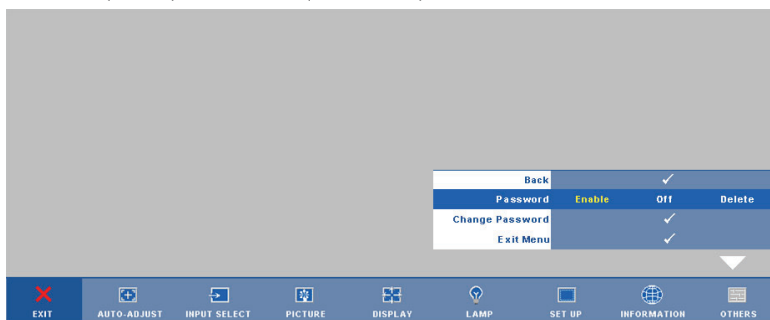 Back
Password Enable Off Delete
Change Password
Exit Menu
EXIT AUTO-ADJUST INPUT SELECT PICTURE DISPLAY LAMP SET UP INFORMATION OTHERS